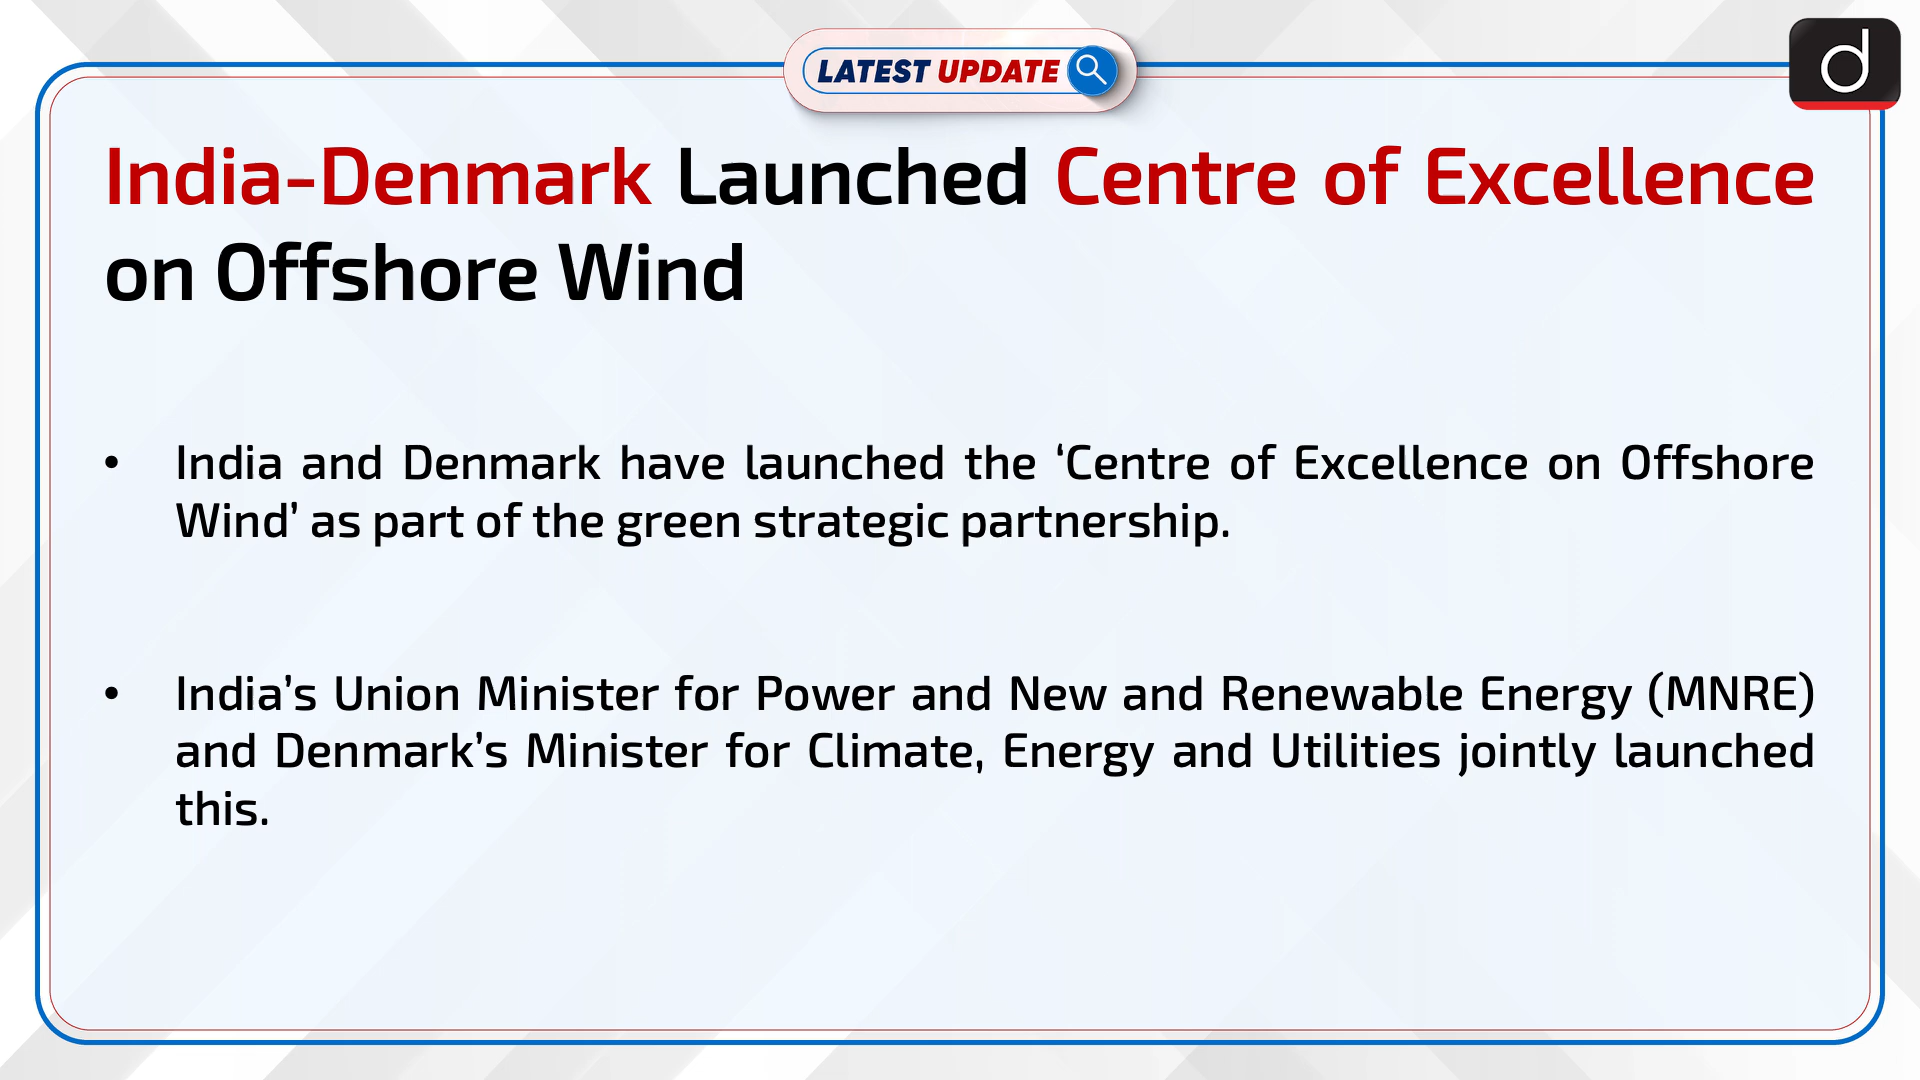 LATEST UPDATE
d
India-Denmark Launched Centre of Excellence
on Offshore Wind
• India and Denmark have launched the ‘Centre of Excellence on Offshore
Wind’ as part of the green strategic partnership.
• India’s Union Minister for Power and New and Renewable Energy (MNRE)
and Denmark’s Minister for Climate, Energy and Utilities jointly launched
this.